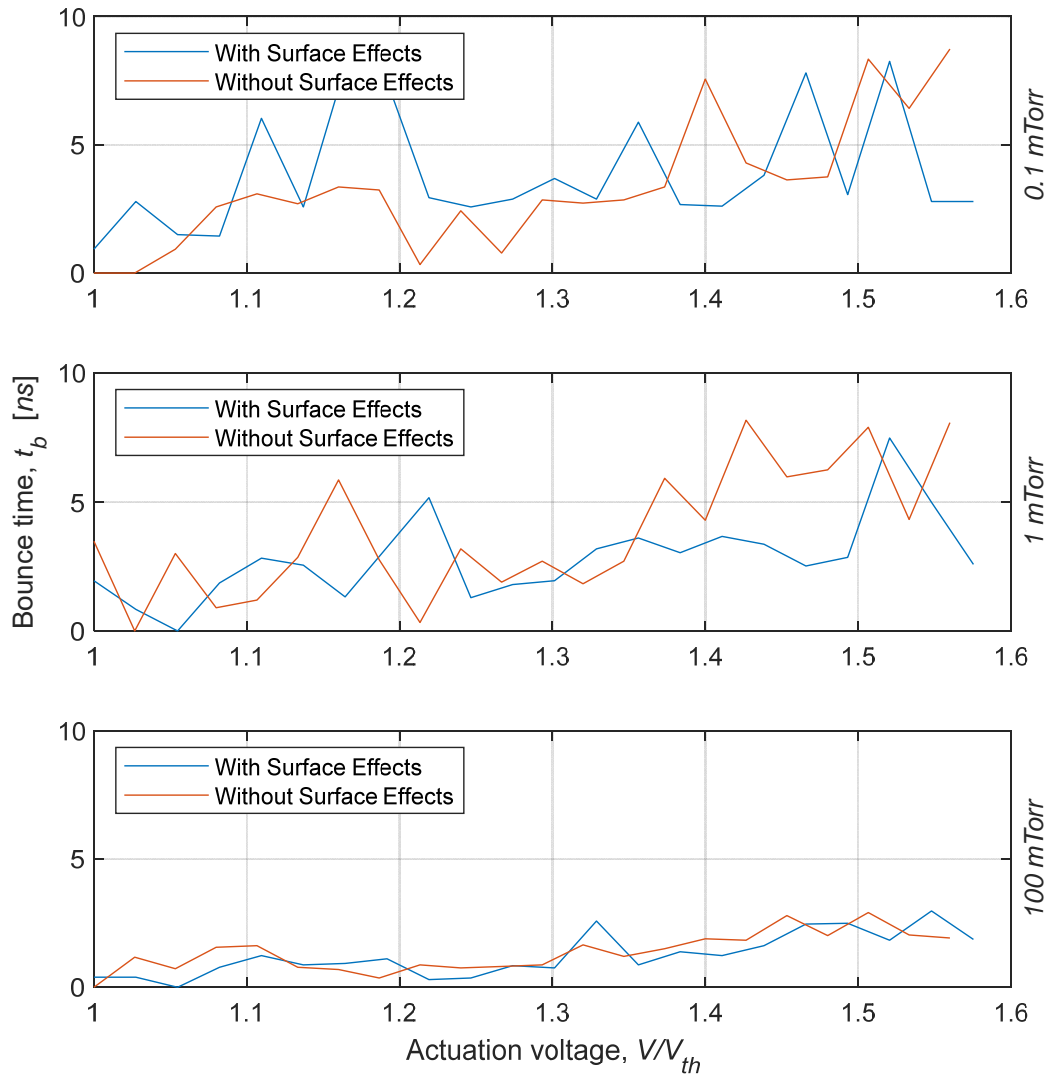 10
5
0
With Surface Effects
Without Surface Effects
0.1 mTorr
1 1.1 1.2 1.3 1.4 1.5 1.6
Bounce time, t_b [ns]
10
5
0
With Surface Effects
Without Surface Effects
1 mTorr
1 1.1 1.2 1.3 1.4 1.5 1.6
10
5
0
With Surface Effects
Without Surface Effects
100 mTorr
1 1.1 1.2 1.3 1.4 1.5 1.6
Actuation voltage, V/V_th